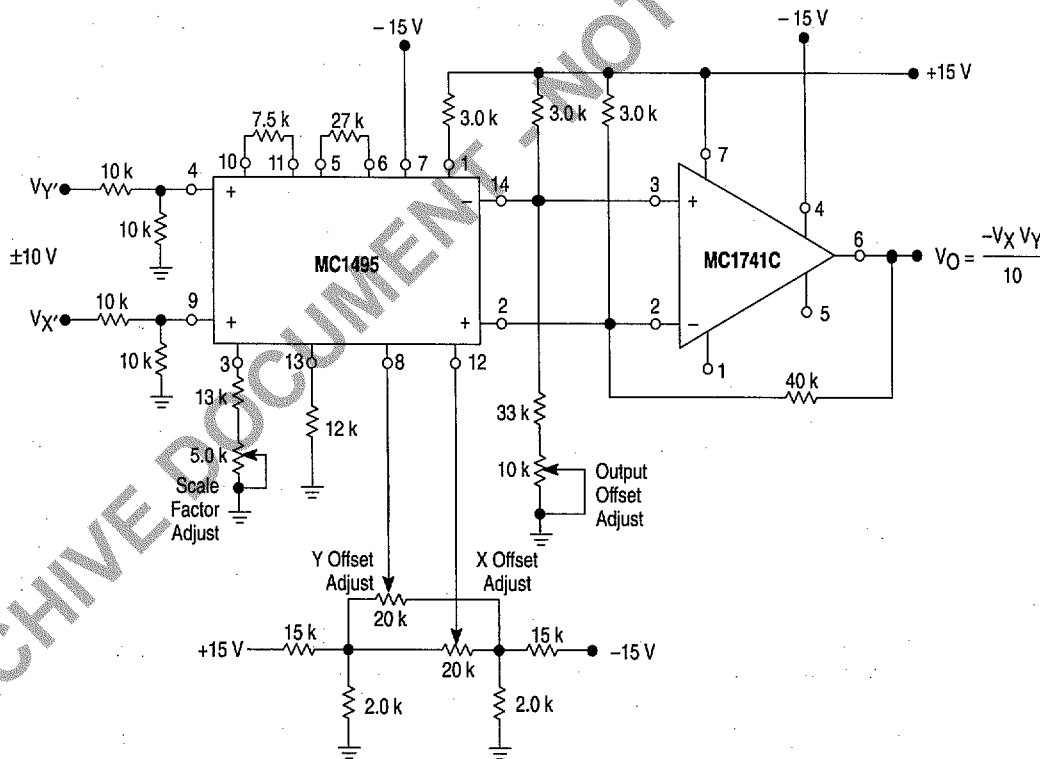 CHIVE DOCUMENT - NOT
– 15 V
– 15 V
+15 V
3.0 k
3.0 k
3.0 k
7.5 k
27 k
10
11
5
6
7
1
7
4
VY'
10 k
4
+
–
14
3
+
10 k
±10 V
MC1495
MC1741C
6
VO = –VX VY / 10
5
VX'
10 k
9
+
+
2
2
–
1
10 k
3
13
8
12
40 k
13 k
12 k
33 k
5.0 k
Scale
Factor
Adjust
10 k
Output
Offset
Adjust
Y Offset
Adjust
X Offset
Adjust
20 k
+15 V
15 k
20 k
15 k
–15 V
2.0 k
2.0 k